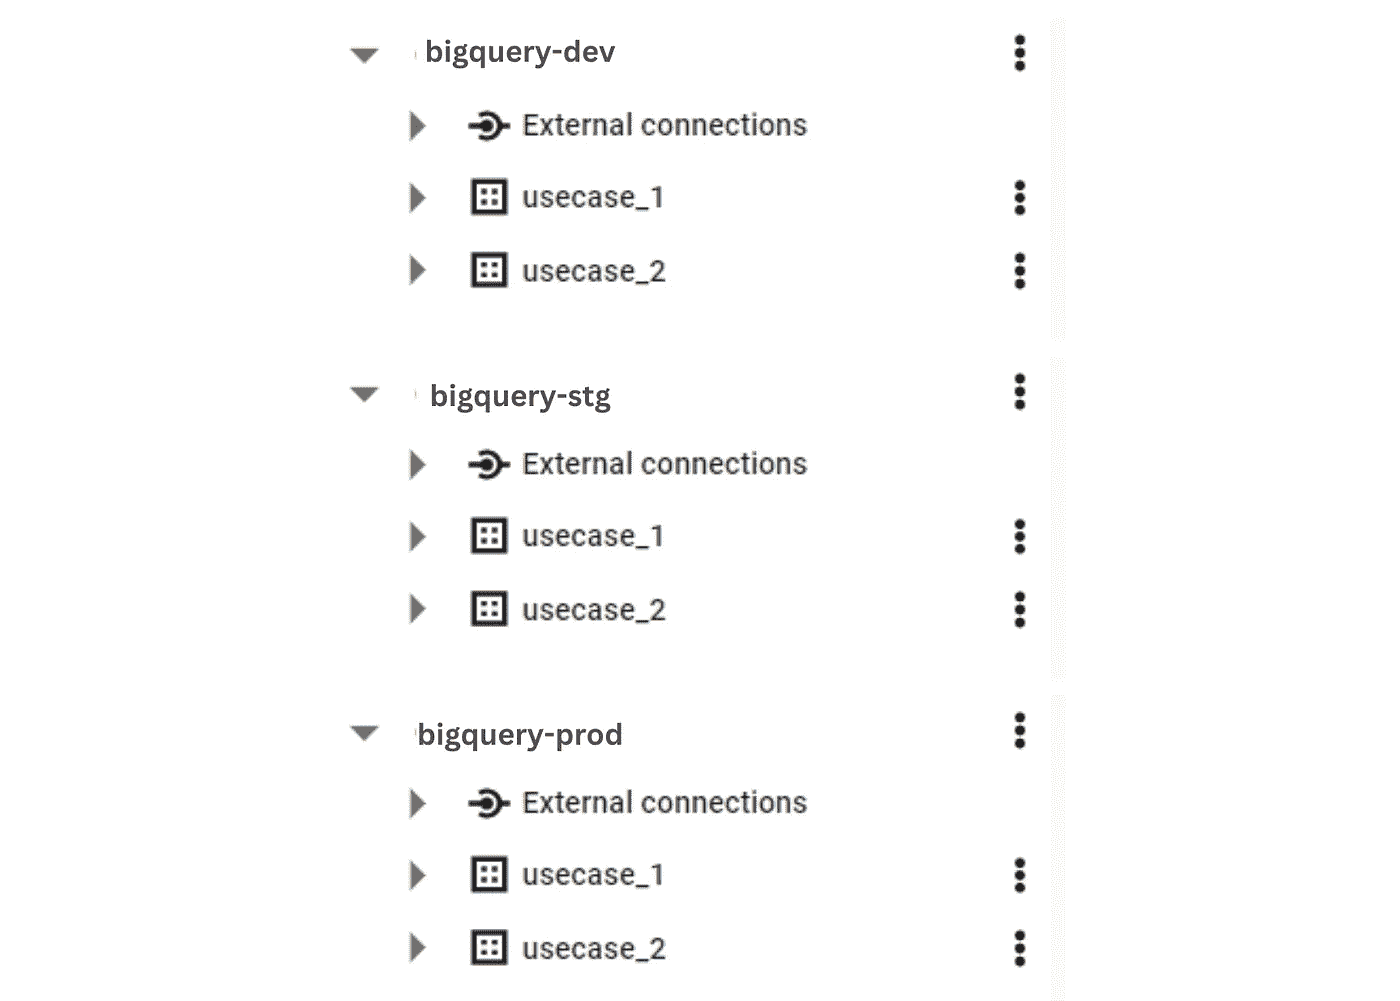 bigquery-dev
External connections
usecase_1
usecase_2
bigquery-stg
External connections
usecase_1
usecase_2
bigquery-prod
External connections
usecase_1
usecase_2